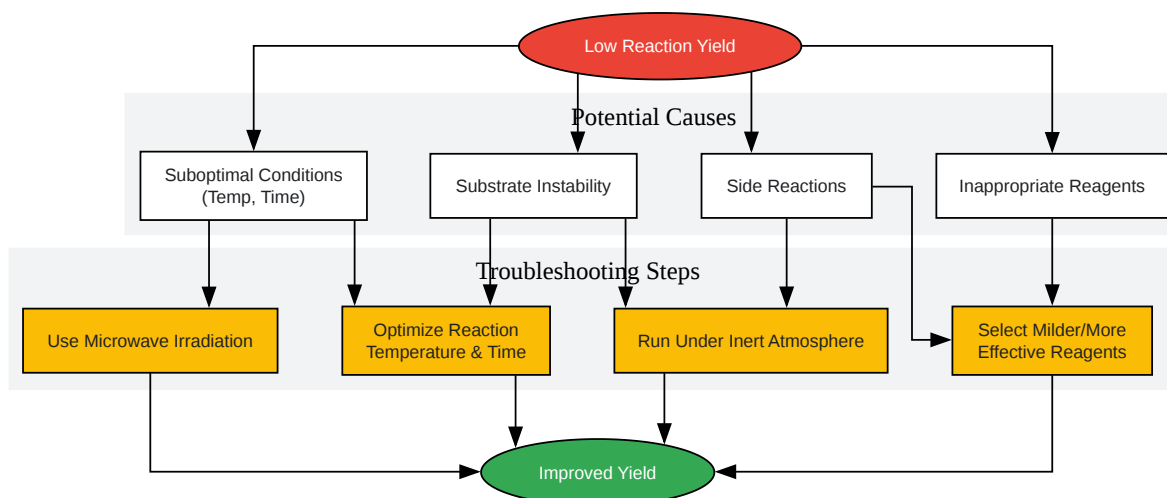 Low Reaction Yield
Potential Causes
Suboptimal Conditions
(Temp, Time)
Substrate Instability
Side Reactions
Inappropriate Reagents
Troubleshooting Steps
Use Microwave Irradiation
Optimize Reaction
Temperature & Time
Run Under Inert Atmosphere
Select Milder/More
Effective Reagents
Improved Yield